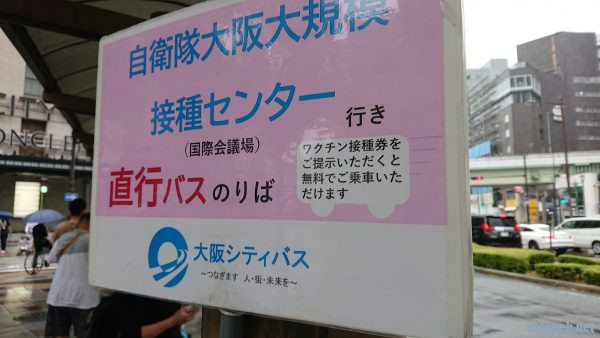 自衛隊大阪大規模
接種センター 行き
(国際会議場)
直行バスのりば
ワクチン接種券を
ご提示いただくと
無料でご乗車いた
だけます
大阪シティバス
～つなぎます 人・街・未来を～
CITY